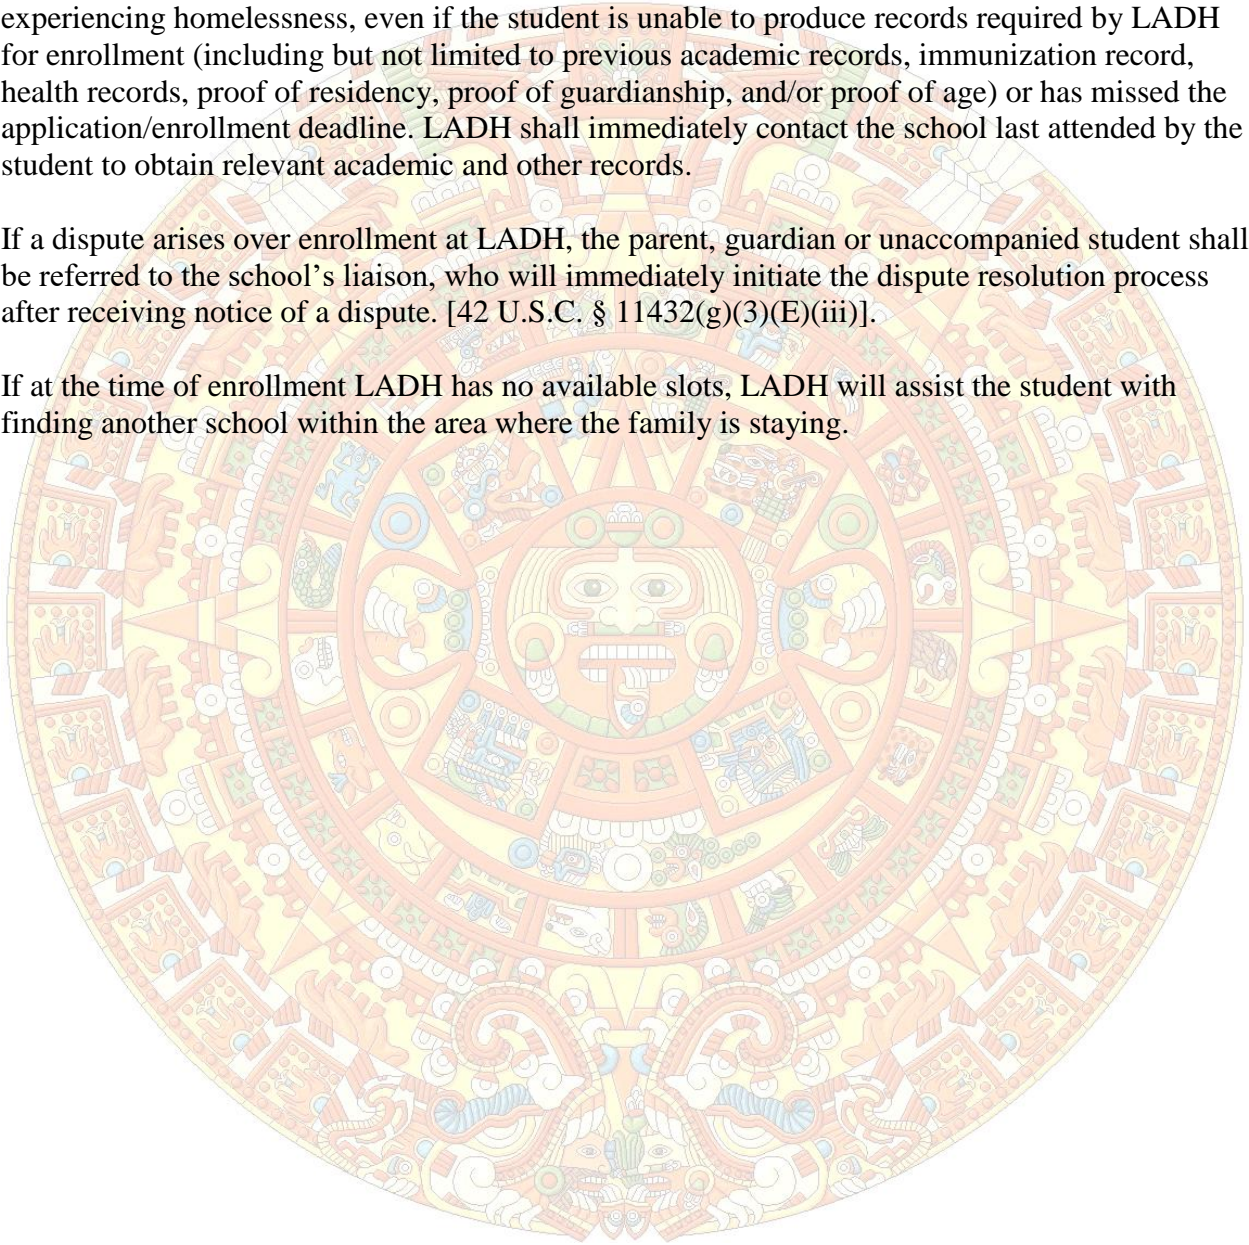 experiencing homelessness, even if the student is unable to produce records required by LADH
for enrollment (including but not limited to previous academic records, immunization record,
health records, proof of residency, proof of guardianship, and/or proof of age) or has missed the
application/enrollment deadline. LADH shall immediately contact the school last attended by the
student to obtain relevant academic and other records.
If a dispute arises over enrollment at LADH, the parent, guardian or unaccompanied student shall
be referred to the school’s liaison, who will immediately initiate the dispute resolution process
after receiving notice of a dispute. [42 U.S.C. § 11432(g)(3)(E)(iii)].
If at the time of enrollment LADH has no available slots, LADH will assist the student with
finding another school within the area where the family is staying.